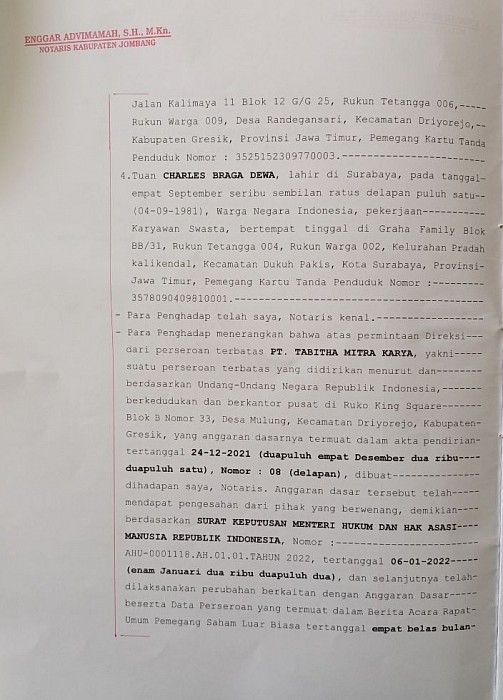 ENGGAR ADVIMAMAH, S.H., M.Kn.
NOTARIS KABUPATEN JOMBANG
Jalan Kalimaya 11 Blok 12 G/G 25, Rukun Tetangga 006,-----
Rukun Warga 009, Desa Randegansari, Kecamatan Driyorejo,--
Kabupaten Gresik, Provinsi Jawa Timur, Pemegang Kartu Tanda
Penduduk Nomor : 3525152309770003.------------------------
4.Tuan CHARLES BRAGA DEWA, lahir di Surabaya, pada tanggal-
empat September seribu sembilan ratus delapan puluh satu--
(04-09-1981), Warga Negara Indonesia, pekerjaan-----------
Karyawan Swasta, bertempat tinggal di Graha Family Blok
BB/31, Rukun Tetangga 004, Rukun Warga 002, Kelurahan Pradah
kalikendal, Kecamatan Dukuh Pakis, Kota Surabaya, Provinsi-
Jawa Timur, Pemegang Kartu Tanda Penduduk Nomor :---------
3578090409810001.-----------------------------------------
- Para Penghadap telah saya, Notaris kenal.------------------
- Para Penghadap menerangkan bahwa atas permintaan Direksi---
dari perseroan terbatas PT. TABITHA MITRA KARYA, yakni-----
suatu perseroan terbatas yang didirikan menurut dan--------
berdasarkan Undang-Undang Negara Republik Indonesia,-------
berkedudukan dan berkantor pusat di Ruko King Square-------
Blok B Nomor 33, Desa Mulung, Kecamatan Driyorejo, Kabupaten-
Gresik, yang anggaran dasarnya termuat dalam akta pendirian-
tertanggal 24-12-2021 (duapuluh empat Desember dua ribu----
duapuluh satu), Nomor : 08 (delapan), dibuat---------------
dihadapan saya, Notaris. Anggaran dasar tersebut telah-----
mendapat pengesahan dari pihak yang berwenang, demikian----
berdasarkan SURAT KEPUTUSAN MENTERI HUKUM DAN HAK ASASI----
MANUSIA REPUBLIK INDONESIA, Nomor :------------------------
AHU-0001118.AH.01.01.TAHUN 2022, tertanggal 06-01-2022-----
(enam Januari dua ribu duapuluh dua), dan selanjutnya telah-
dilaksanakan perubahan berkaitan dengan Anggaran Dasar-----
beserta Data Perseroan yang termuat dalam Berita Acara Rapat-
Umum Pemegang Saham Luar Biasa tertanggal empat belas bulan-